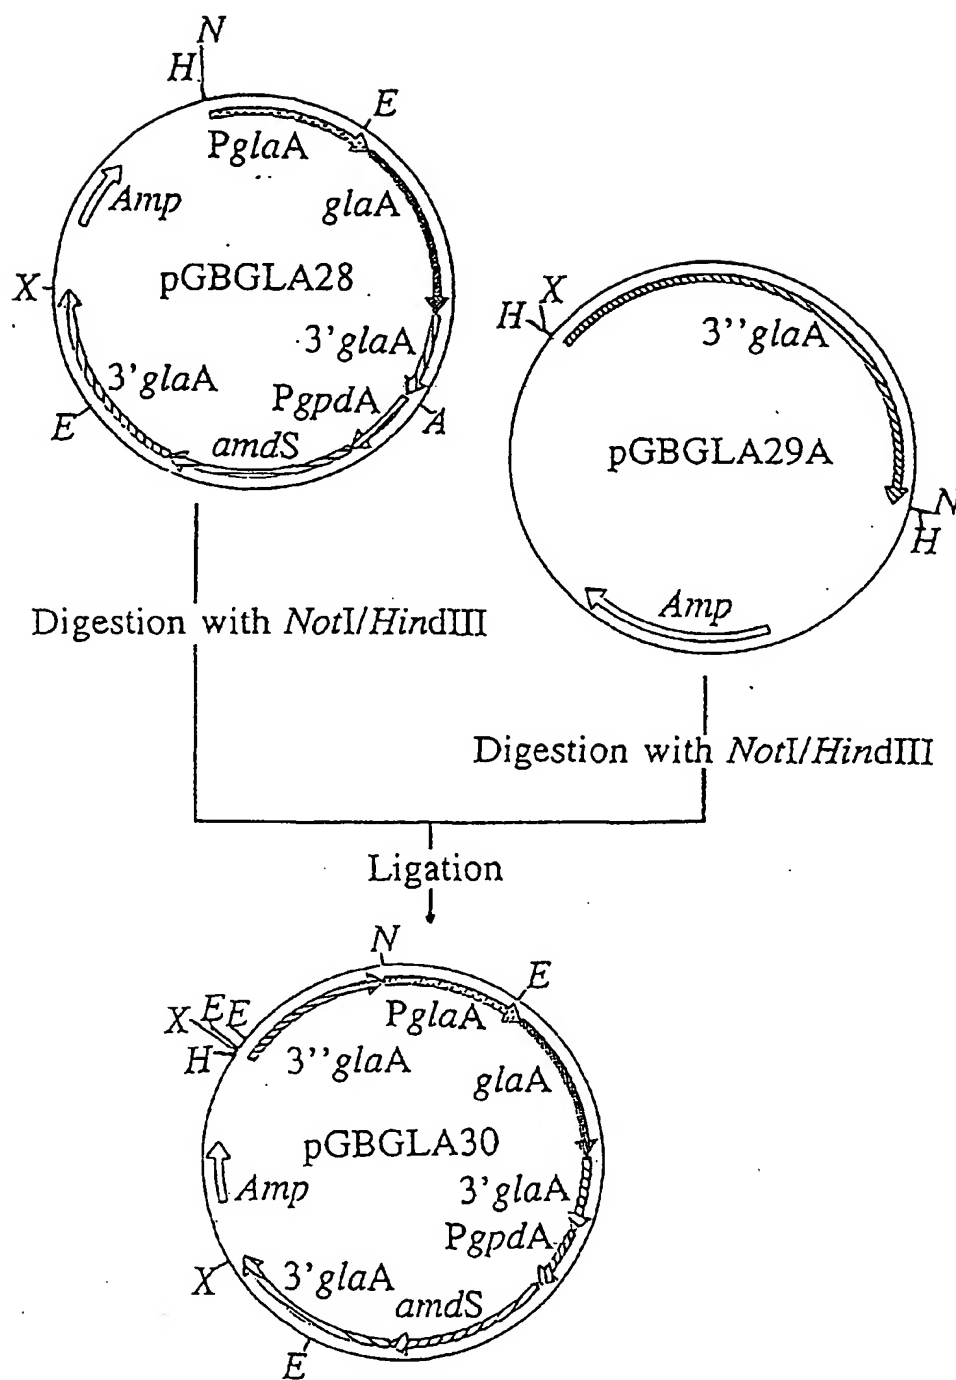 N
H
E
PglaA
Amp
glaA
X
pGBGLA28
3'glaA
3'glaA
PgpdA
A
E
amdS
X
H
3''glaA
pGBGLA29A
N
H
Amp
Digestion with NotI/HindIII
Digestion with NotI/HindIII
Ligation
N
E
X
E
E
H
PglaA
3''glaA
glaA
pGBGLA30
Amp
3'glaA
PgpdA
X
3'glaA
amdS
E